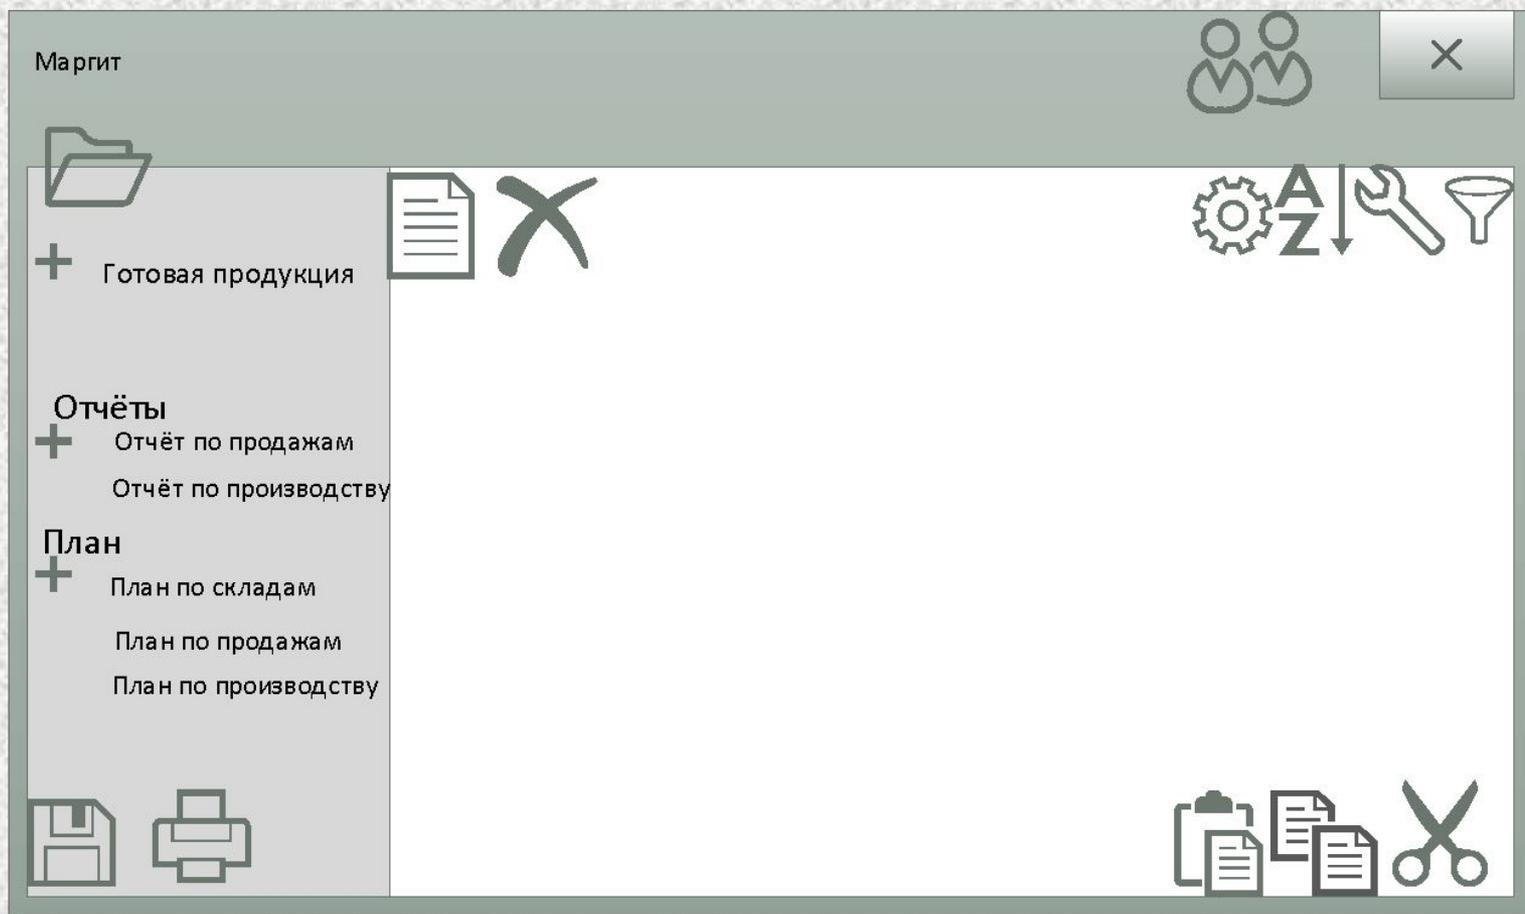 Маргит
Готовая продукция
Отчёты
Отчёт по продажам
Отчёт по производству
План
План по складам
План по продажам
План по производству
A
Z